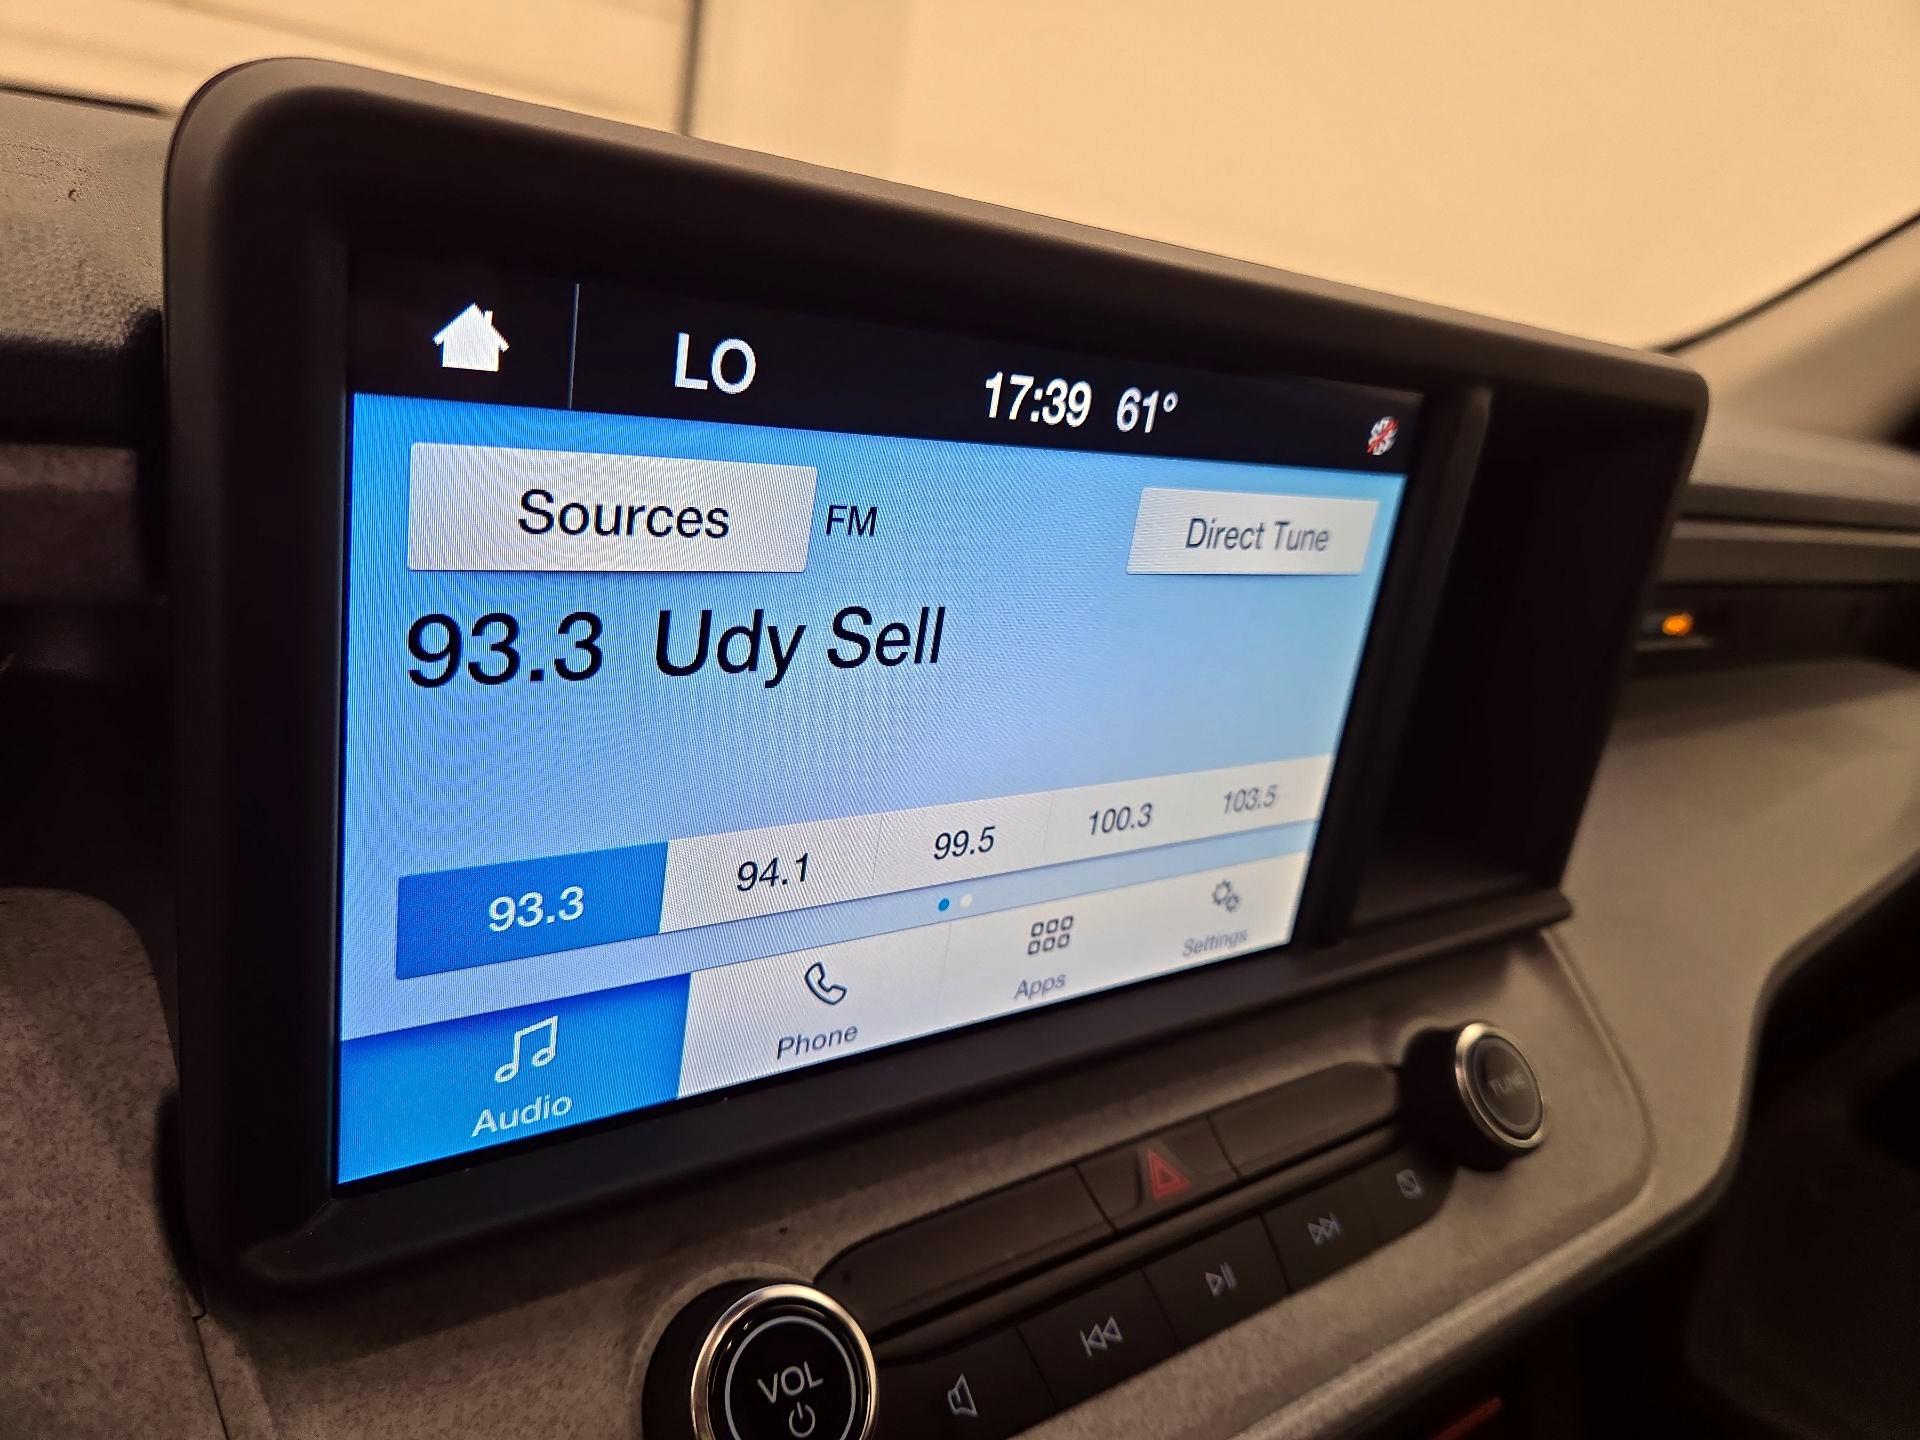 LO 17:39 61°
Sources FM Direct Tune
93.3 Udy Sell
93.3 94.1 99.5 100.3 103.5
Audio Phone Apps Settings
TUNE
VOL